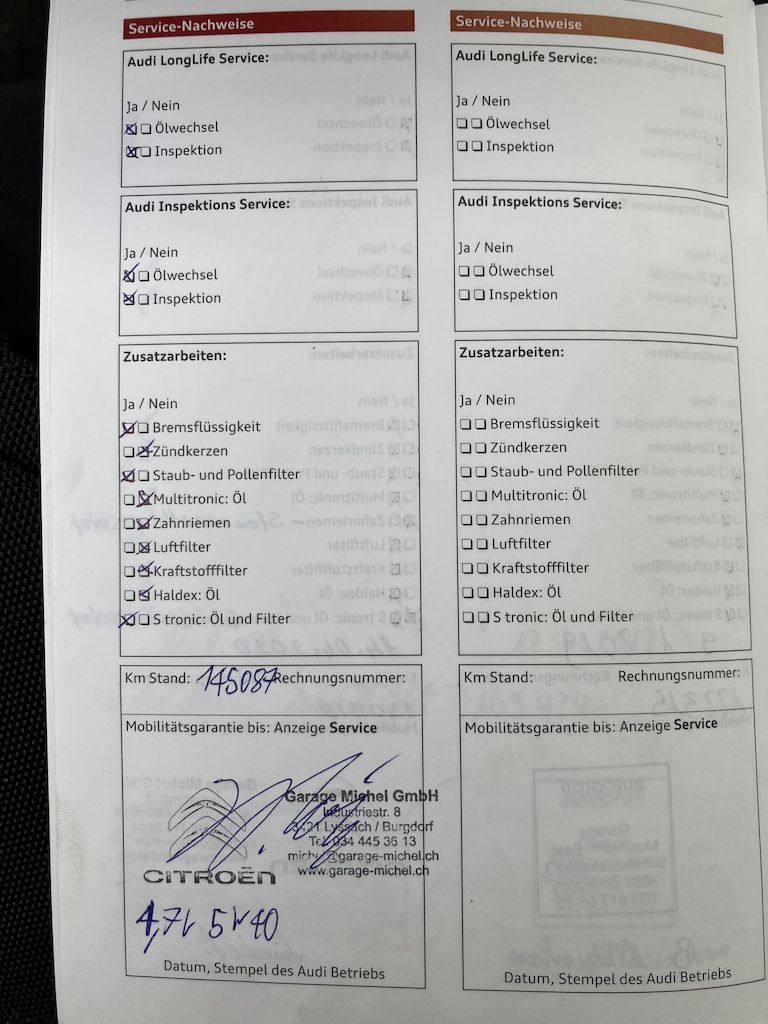 Service-Nachweise
Audi LongLife Service:
Ja / Nein
Ölwechsel
Inspektion
Audi Inspektions Service:
Ja / Nein
Ölwechsel
Inspektion
Zusatzarbeiten:
Ja / Nein
Bremsflüssigkeit
Zündkerzen
Staub- und Pollenfilter
Multitronic: Öl
Zahnriemen
Luftfilter
Kraftstofffilter
Haldex: Öl
S tronic: Öl und Filter
Km Stand: 145087 Rechnungsnummer:
Mobilitätsgarantie bis: Anzeige Service
Garage Michel GmbH
Industriestr. 8
3421 Lyssach / Burgdorf
Tel. 034 445 36 13
michel@garage-michel.ch
www.garage-michel.ch
CITROËN
4,7L 5W40
Datum, Stempel des Audi Betriebs
Service-Nachweise
Audi LongLife Service:
Ja / Nein
Ölwechsel
Inspektion
Audi Inspektions Service:
Ja / Nein
Ölwechsel
Inspektion
Zusatzarbeiten:
Ja / Nein
Bremsflüssigkeit
Zündkerzen
Staub- und Pollenfilter
Multitronic: Öl
Zahnriemen
Luftfilter
Kraftstofffilter
Haldex: Öl
S tronic: Öl und Filter
Km Stand: Rechnungsnummer:
Mobilitätsgarantie bis: Anzeige Service
Datum, Stempel des Audi Betriebs